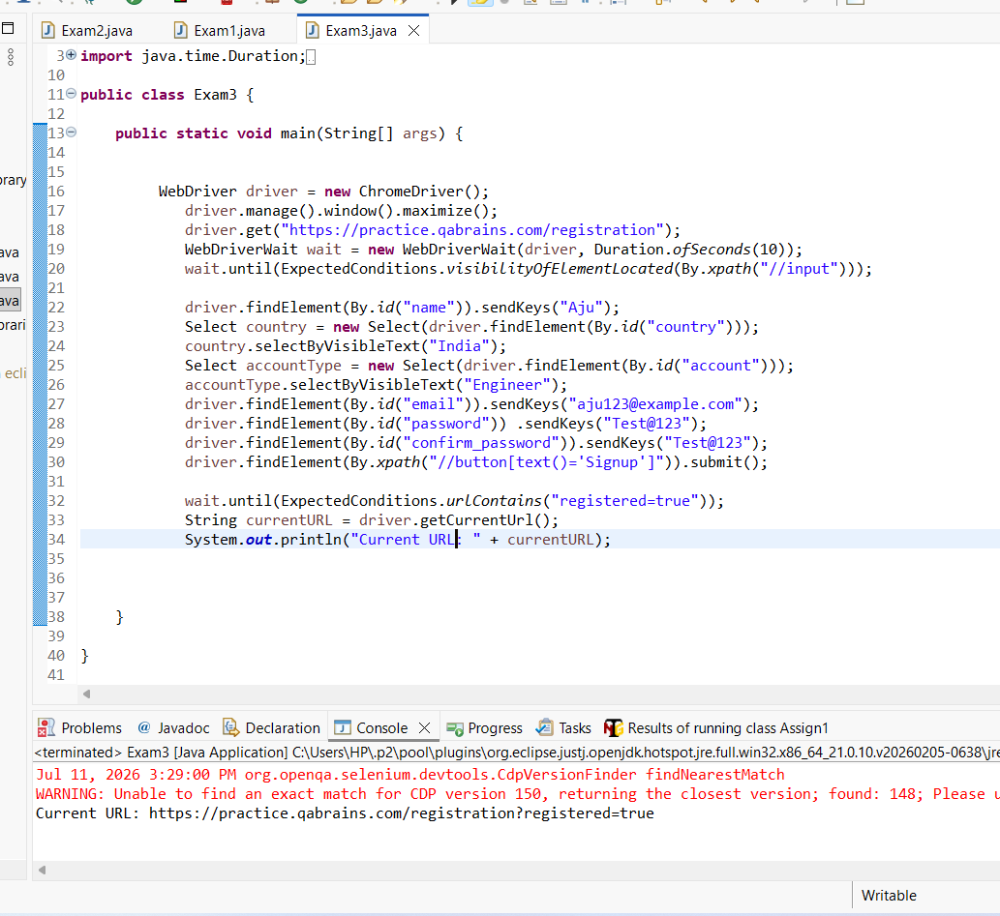 Exam2.java Exam1.java Exam3.java
3 import java.time.Duration;
10
11 public class Exam3 {
12
13 public static void main(String[] args) {
14
15
16 WebDriver driver = new ChromeDriver();
17 driver.manage().window().maximize();
18 driver.get("https://practice.qabrains.com/registration");
19 WebDriverWait wait = new WebDriverWait(driver, Duration.ofSeconds(10));
20 wait.until(ExpectedConditions.visibilityOfElementLocated(By.xpath("//input")));
21
22 driver.findElement(By.id("name")).sendKeys("Aju");
23 Select country = new Select(driver.findElement(By.id("country")));
24 country.selectByVisibleText("India");
25 Select accountType = new Select(driver.findElement(By.id("account")));
26 accountType.selectByVisibleText("Engineer");
27 driver.findElement(By.id("email")).sendKeys("aju123@example.com");
28 driver.findElement(By.id("password")) .sendKeys("Test@123");
29 driver.findElement(By.id("confirm_password")).sendKeys("Test@123");
30 driver.findElement(By.xpath("//button[text()='Signup']")).submit();
31
32 wait.until(ExpectedConditions.urlContains("registered=true"));
33 String currentURL = driver.getCurrentUrl();
34 System.out.println("Current URL: " + currentURL);
35
36
37
38 }
39
40 }
41
brary
ava
ava
ava
orari
ecli
Problems @ Javadoc Declaration Console Progress Tasks Results of running class Assign1
<terminated> Exam3 [Java Application] C:\Users\HP\.p2\pool\plugins\org.eclipse.justj.openjdk.hotspot.jre.full.win32.x86_64_21.0.10.v20260205-0638\jre
Jul 11, 2026 3:29:00 PM org.openqa.selenium.devtools.CdpVersionFinder findNearestMatch
WARNING: Unable to find an exact match for CDP version 150, returning the closest version; found: 148; Please u
Current URL: https://practice.qabrains.com/registration?registered=true
Writable